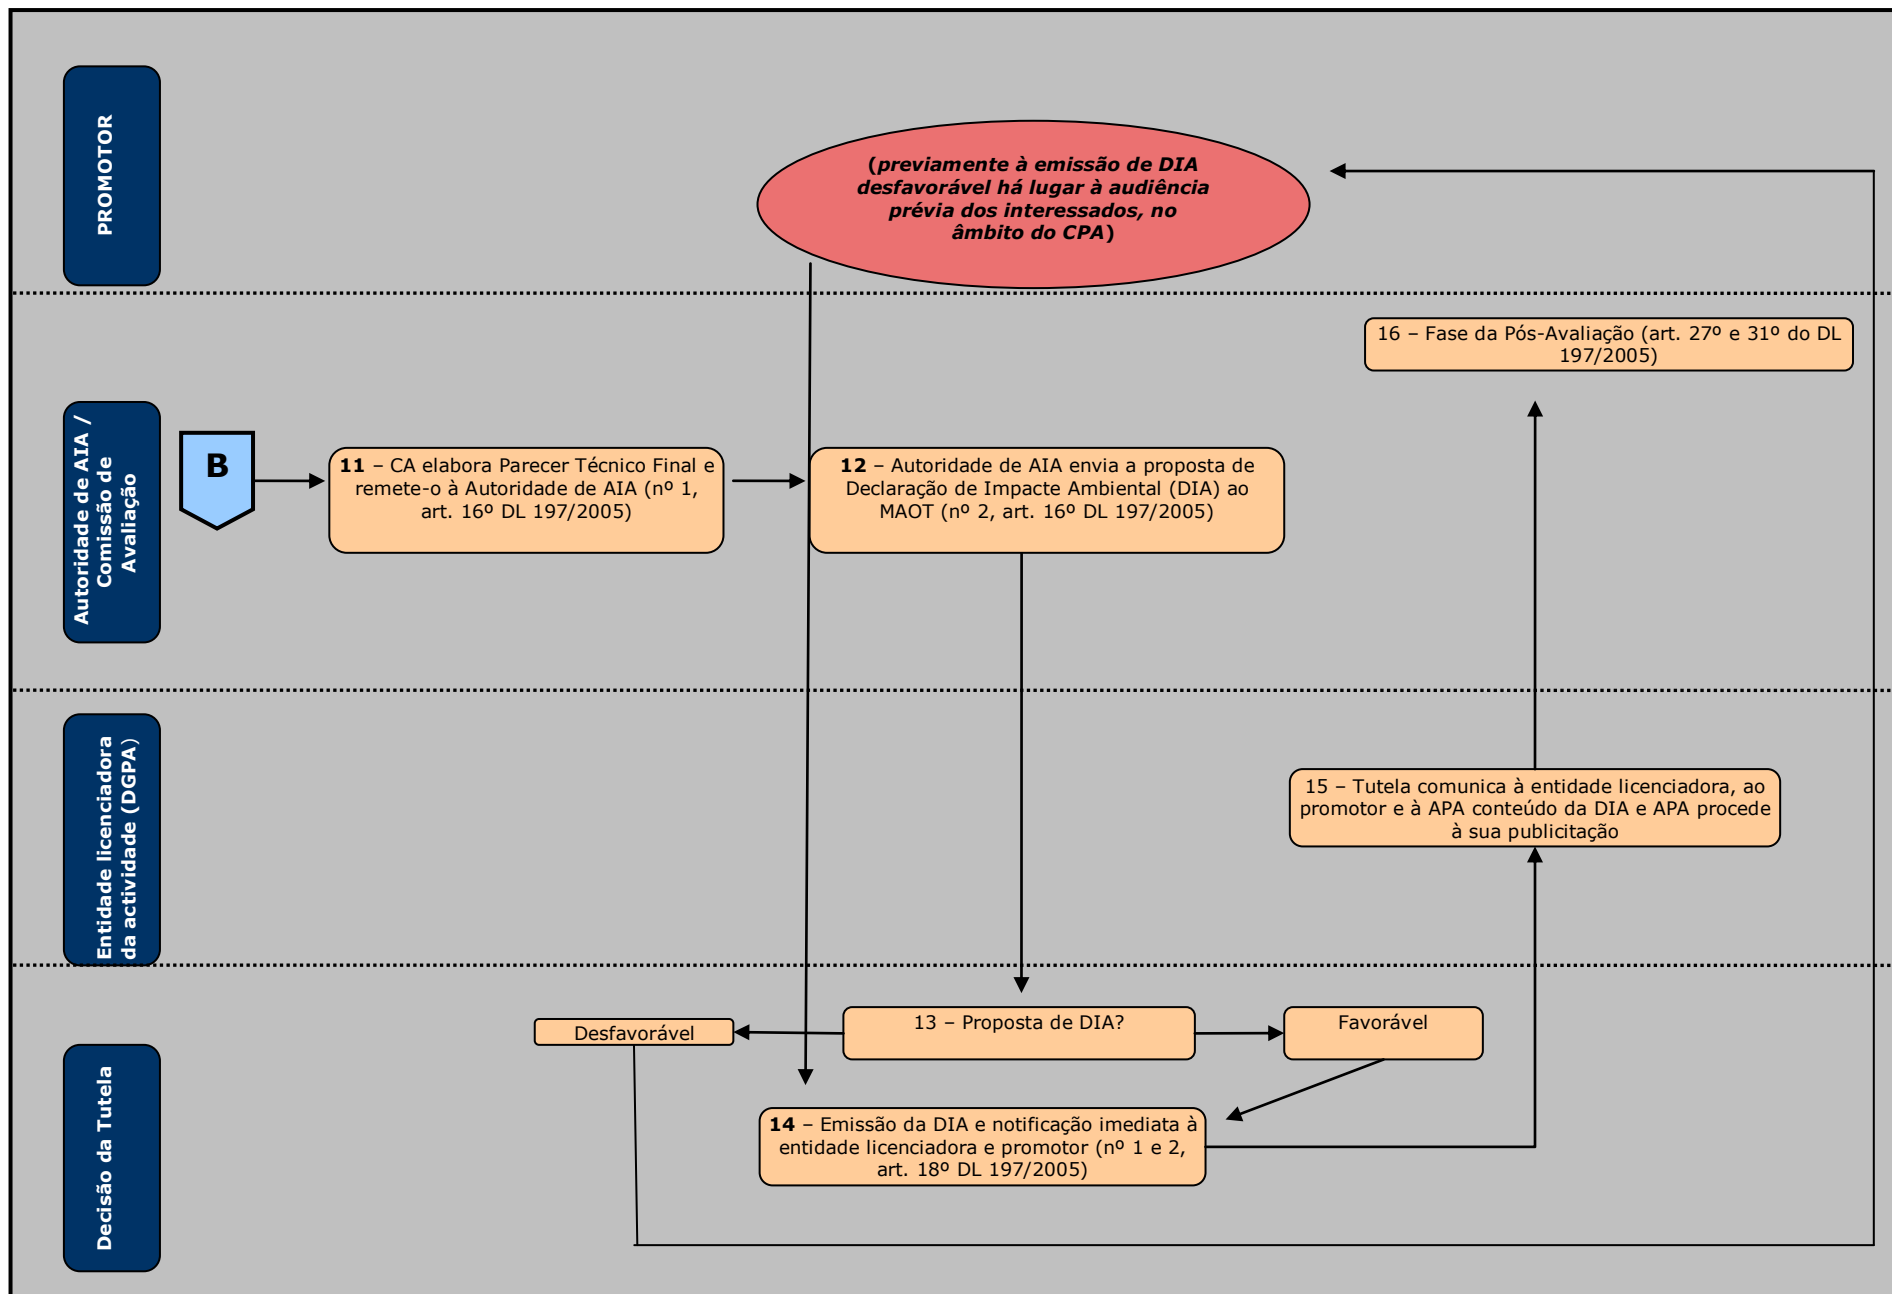 PROMOTOR
(previamente à emissão de DIA
desfavorável há lugar à audiência
prévia dos interessados, no
âmbito do CPA)
Autoridade de AIA /
Comissão de
Avaliação
B
11 – CA elabora Parecer Técnico Final e
remete-o à Autoridade de AIA (nº 1,
art. 16º DL 197/2005)
12 – Autoridade de AIA envia a proposta de
Declaração de Impacte Ambiental (DIA) ao
MAOT (nº 2, art. 16º DL 197/2005)
16 – Fase da Pós-Avaliação (art. 27º e 31º do DL
197/2005)
Entidade licenciadora
da actividade (DGPA)
15 – Tutela comunica à entidade licenciadora, ao
promotor e à APA conteúdo da DIA e APA procede
à sua publicitação
Decisão da Tutela
Desfavorável
13 – Proposta de DIA?
Favorável
14 – Emissão da DIA e notificação imediata à
entidade licenciadora e promotor (nº 1 e 2,
art. 18º DL 197/2005)